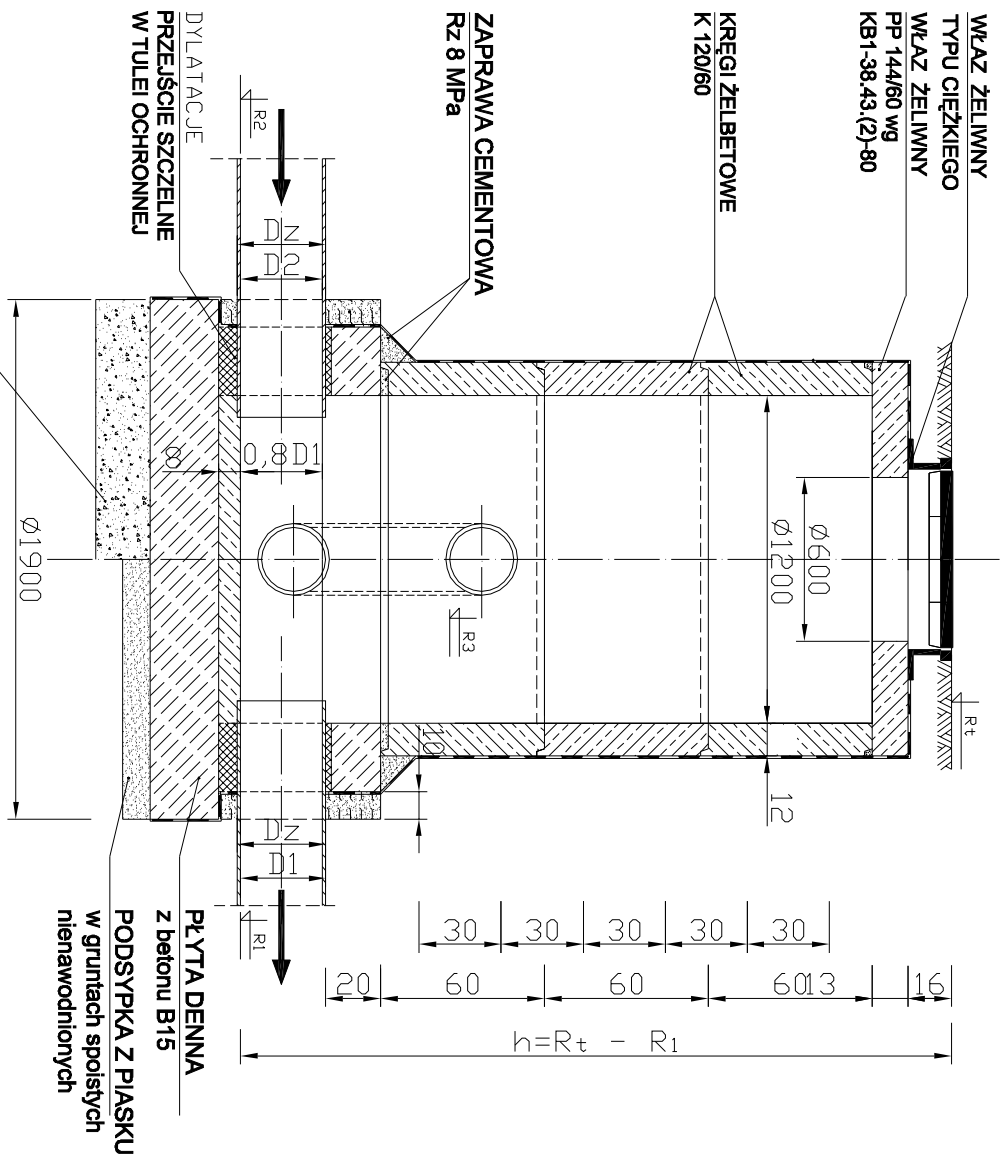 WŁAZ ŻELIWNY
TYPU CIĘŻKIEGO
WŁAZ ŻELIWNY
PP 144/60 wg
KB1-38.43.(2)-80
KRĘGI ŻELBETOWE
K 120/60
ZAPRAWA CEMENTOWA
Rz 8 MPa
DYLATACJE
PRZEJŚCIE SZCZELNE
W TULEI OCHRONNEJ
R2
Dz
D2
8
0,8D1
Ø1900
Ø600
Ø1200
R3
Rt
10
12
Dz
D1
R1
30
30
30
30
30
20
60
60
60
13
16
h=Rt - R1
PŁYTA DENNA
z betonu B15
PODSYPKA Z PIASKU
w gruntach spoistych
nienawodnionych